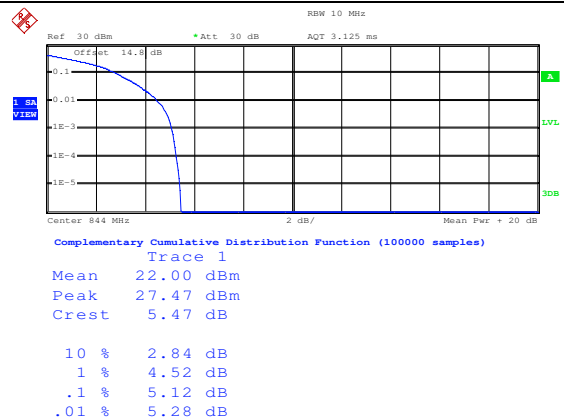 RBW 10 MHz
Ref 30 dBm *Att 30 dB AQT 3.125 ms
Offset 14.8 dB
0.1
A
0.01
1 SA
VIEW
1E-3
LVL
1E-4
1E-5
3DB
Center 844 MHz 2 dB/ Mean Pwr + 20 dB
Complementary Cumulative Distribution Function (100000 samples)
Trace 1
Mean 22.00 dBm
Peak 27.47 dBm
Crest 5.47 dB
10 % 2.84 dB
1 % 4.52 dB
.1 % 5.12 dB
.01 % 5.28 dB